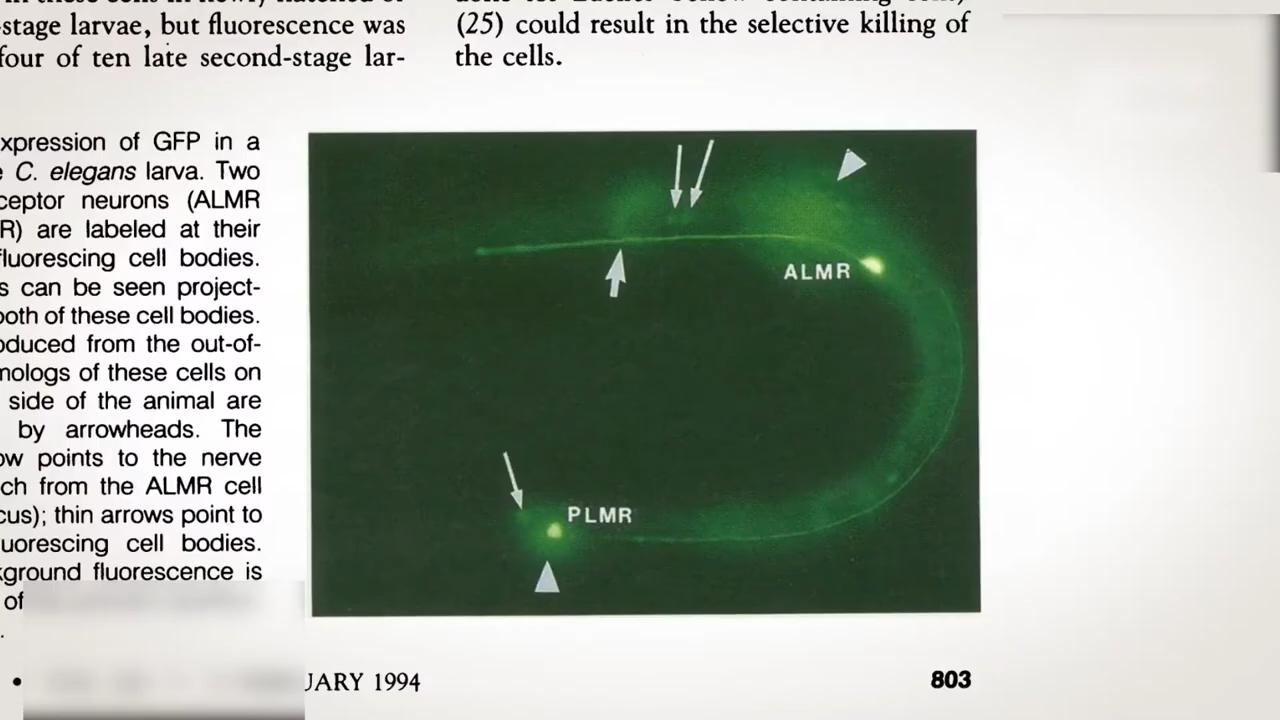 -stage larvae, but fluorescence was
four of ten late second-stage lar-
(25) could result in the selective killing of
the cells.
xpression of GFP in a
e C. elegans larva. Two
ceptor neurons (ALMR
R) are labeled at their
fluorescing cell bodies.
s can be seen project-
both of these cell bodies.
oduced from the out-of-
mologs of these cells on
side of the animal are
by arrowheads. The
ow points to the nerve
ch from the ALMR cell
cus); thin arrows point to
uorescing cell bodies.
kground fluorescence is
of
.
ALMR
PLMR
• UARY 1994
803